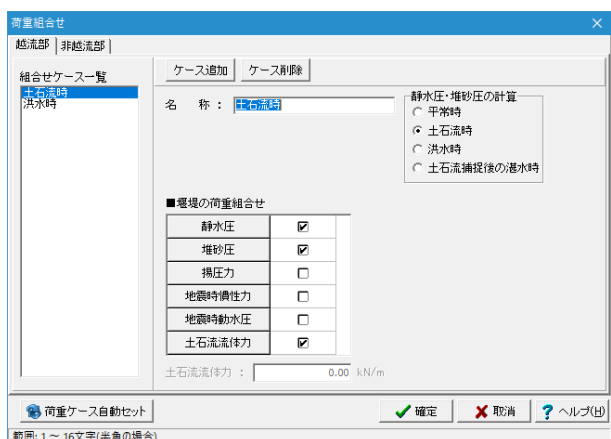 荷重組合せ
越流部 非越流部
組合せケース一覧
土石流時
洪水時
ケース追加 ケース削除
名　称： 土石流時
静水圧・堆砂圧の計算
平常時
土石流時
洪水時
土石流捕捉後の湛水時
■堰堤の荷重組合せ
静水圧
堆砂圧
揚圧力
地震時慣性力
地震時動水圧
土石流流体力
土石流流体力 ： 0.00 kN/m
荷重ケース自動セット
確定 取消 ヘルプ(H)
範囲: 1 ～ 16文字(半角の場合)